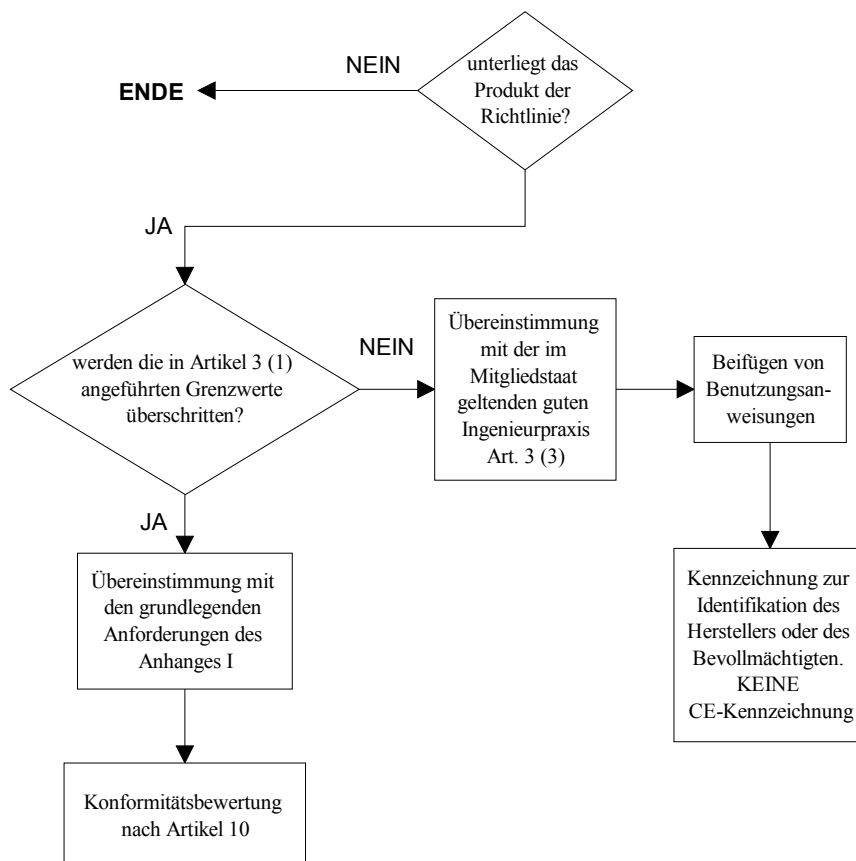 NEIN
unterliegt das
Produkt der
Richtlinie?
ENDE
JA
werden die in Artikel 3 (1)
angeführten Grenzwerte
überschritten?
NEIN
Übereinstimmung
mit der im
Mitgliedstaat
geltenden guten
Ingenieurpraxis
Art. 3 (3)
Beifügen von
Benutzungsan-
weisungen
JA
Übereinstimmung mit
den grundlegenden
Anforderungen des
Anhanges I
Kennzeichnung zur
Identifikation des
Herstellers oder des
Bevollmächtigten.
KEINE
CE-Kennzeichnung
Konformitätsbewertung
nach Artikel 10